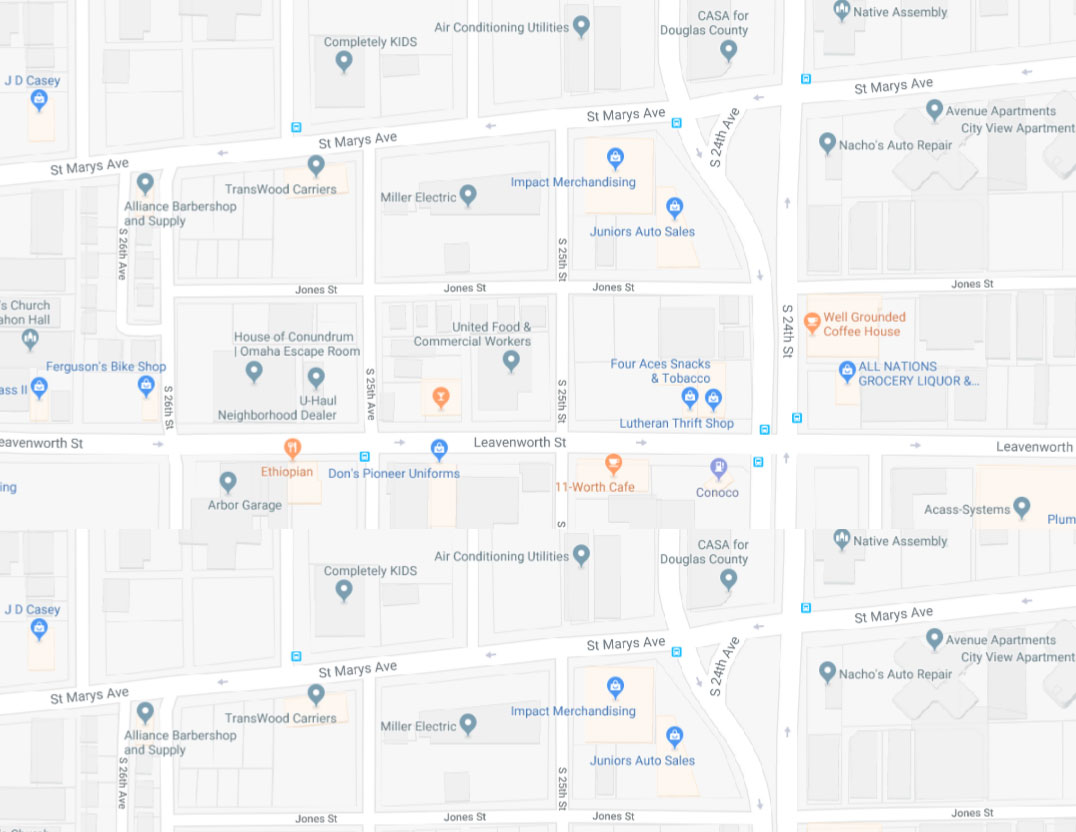 Native Assembly
CASA for
Douglas County
Air Conditioning Utilities
Completely KIDS
J D Casey
St Marys Ave
St Marys Ave
St Marys Ave
St Marys Ave
S 24th Ave
Avenue Apartments
City View Apartment
Nacho's Auto Repair
Impact Merchandising
TransWood Carriers
Miller Electric
Alliance Barbershop
and Supply
Juniors Auto Sales
S 26th Ave
S 25th St
Jones St
Jones St
Jones St
Jones St
's Church
ahon Hall
House of Conundrum
| Omaha Escape Room
United Food &
Commercial Workers
S 24th St
Well Grounded
Coffee House
Ferguson's Bike Shop
Four Aces Snacks
& Tobacco
ALL NATIONS
GROCERY LIQUOR &...
ass II
S 26th St
U-Haul
Neighborhood Dealer
S 25th Ave
S 25th St
Lutheran Thrift Shop
eavenworth St
Leavenworth St
Leavenworth
Ethiopian
Don's Pioneer Uniforms
11-Worth Cafe
Conoco
ing
Arbor Garage
Acass-Systems
Plum
S
Native Assembly
CASA for
Douglas County
Air Conditioning Utilities
Completely KIDS
J D Casey
St Marys Ave
St Marys Ave
St Marys Ave
St Marys Ave
S 24th Ave
Avenue Apartments
City View Apartment
Nacho's Auto Repair
Impact Merchandising
TransWood Carriers
Miller Electric
Alliance Barbershop
and Supply
Juniors Auto Sales
S 26th Ave
S 25th St
Jones St
Jones St
Jones St
Jones St